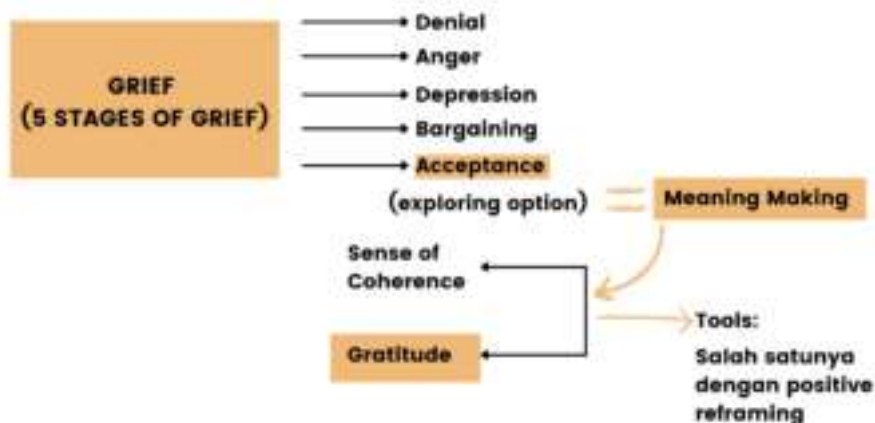 GRIEF
(5 STAGES OF GRIEF)
Denial
Anger
Depression
Bargaining
Acceptance
(exploring option)
Meaning Making
Sense of
Coherence
Gratitude
Tools:
Salah satunya
dengan positive
reframing